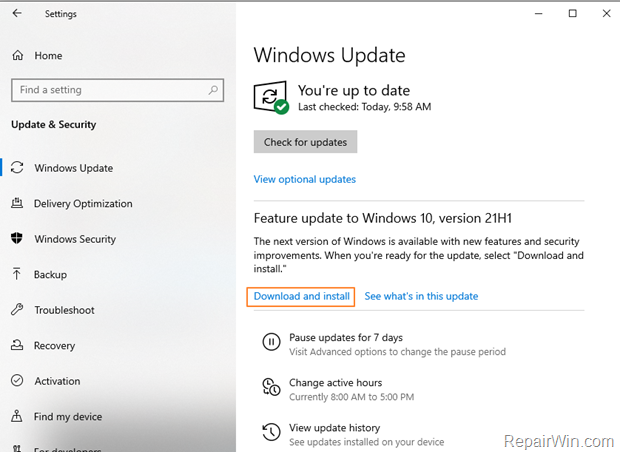 Settings
Home
Find a setting
Update & Security
Windows Update
Delivery Optimization
Windows Security
Backup
Troubleshoot
Recovery
Activation
Find my device
For developers
Windows Update
You're up to date
Last checked: Today, 9:58 AM
Check for updates
View optional updates
Feature update to Windows 10, version 21H1
The next version of Windows is available with new features and security
improvements. When you're ready for the update, select "Download and
install."
Download and install See what's in this update
Pause updates for 7 days
Visit Advanced options to change the pause period
Change active hours
Currently 8:00 AM to 5:00 PM
View update history
See updates installed on your device
RepairWin.com